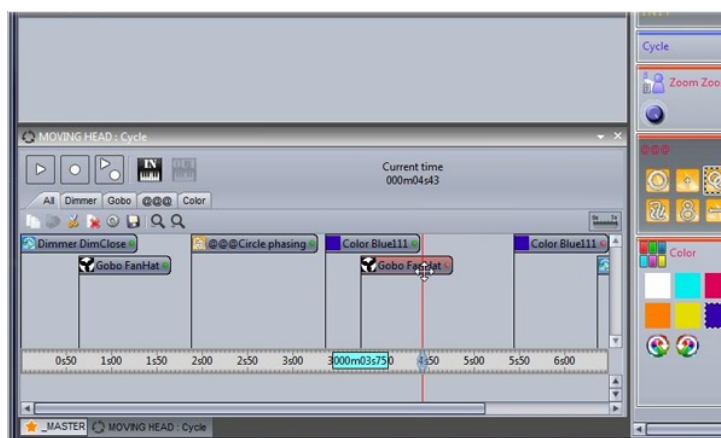 Cycle
Zoom Zoo
MOVING HEAD : Cycle
IN
OUT
Current time
000m04s43
@@@
All Dimmer Gobo @@@ Color
Dimmer DimClose @@@Circle phasing Color Blue111 Color Blue111
Gobo FanHat Gobo FanHat
Color
0s50 1s00 1s50 2s00 2s50 3s00 000m03s75 4s50 5s00 5s50 6s00
_MASTER MOVING HEAD : Cycle